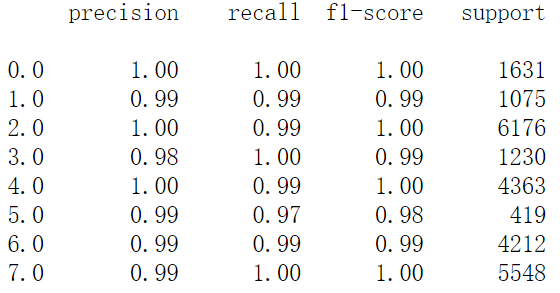 precision recall f1-score support
0.0 1.00 1.00 1.00 1631
1.0 0.99 0.99 0.99 1075
2.0 1.00 0.99 1.00 6176
3.0 0.98 1.00 0.99 1230
4.0 1.00 0.99 1.00 4363
5.0 0.99 0.97 0.98 419
6.0 0.99 0.99 0.99 4212
7.0 0.99 1.00 1.00 5548